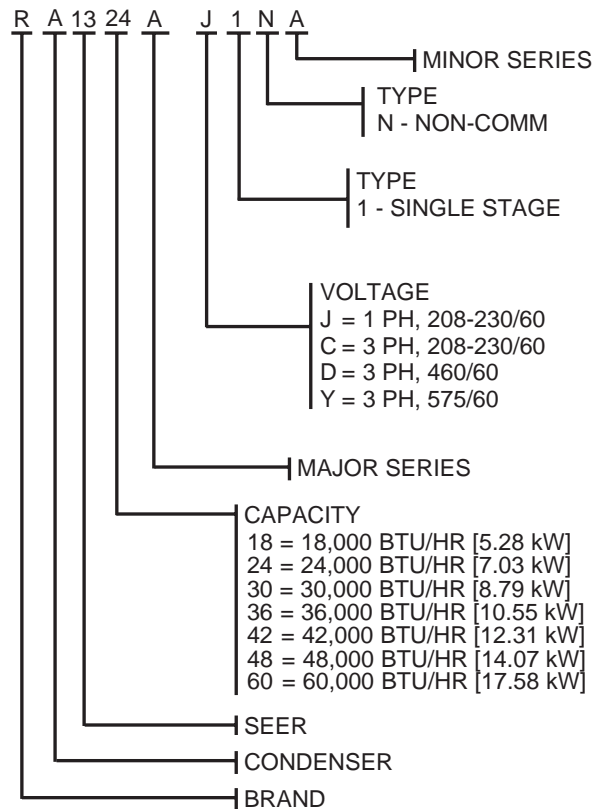 R A 13 24 A J 1 N A
MINOR SERIES
TYPE
N - NON-COMM
TYPE
1 - SINGLE STAGE
VOLTAGE
J = 1 PH, 208-230/60
C = 3 PH, 208-230/60
D = 3 PH, 460/60
Y = 3 PH, 575/60
MAJOR SERIES
CAPACITY
18 = 18,000 BTU/HR [5.28 kW]
24 = 24,000 BTU/HR [7.03 kW]
30 = 30,000 BTU/HR [8.79 kW]
36 = 36,000 BTU/HR [10.55 kW]
42 = 42,000 BTU/HR [12.31 kW]
48 = 48,000 BTU/HR [14.07 kW]
60 = 60,000 BTU/HR [17.58 kW]
SEER
CONDENSER
BRAND